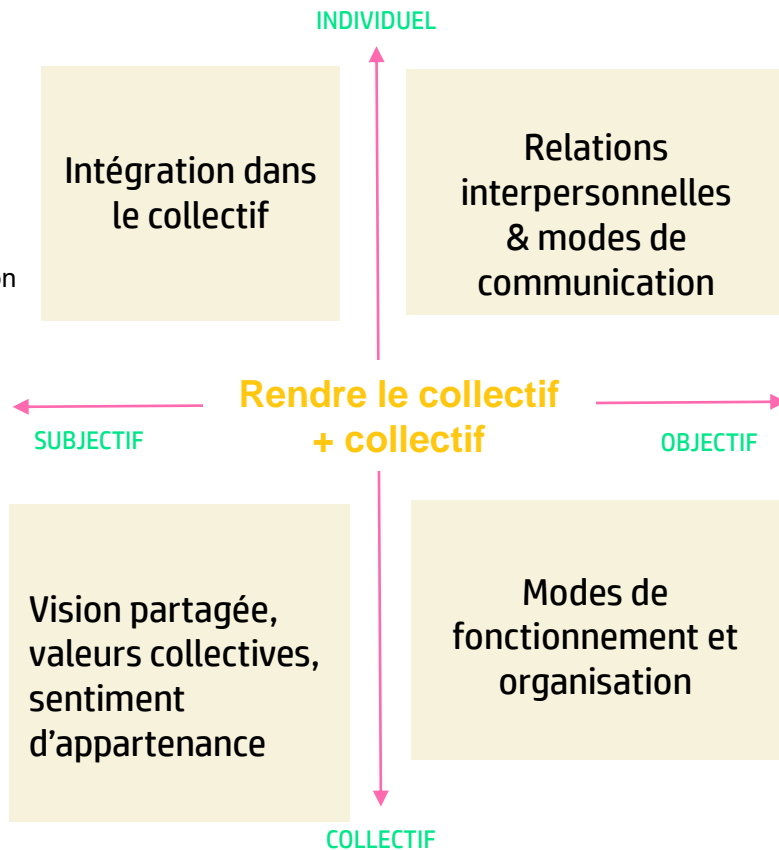 INDIVIDUEL
Intégration dans
le collectif
Relations
interpersonnelles
& modes de
communication
Rendre le collectif
+ collectif
SUBJECTIF
OBJECTIF
Vision partagée,
valeurs collectives,
sentiment
d'appartenance
Modes de
fonctionnement et
organisation
COLLECTIF